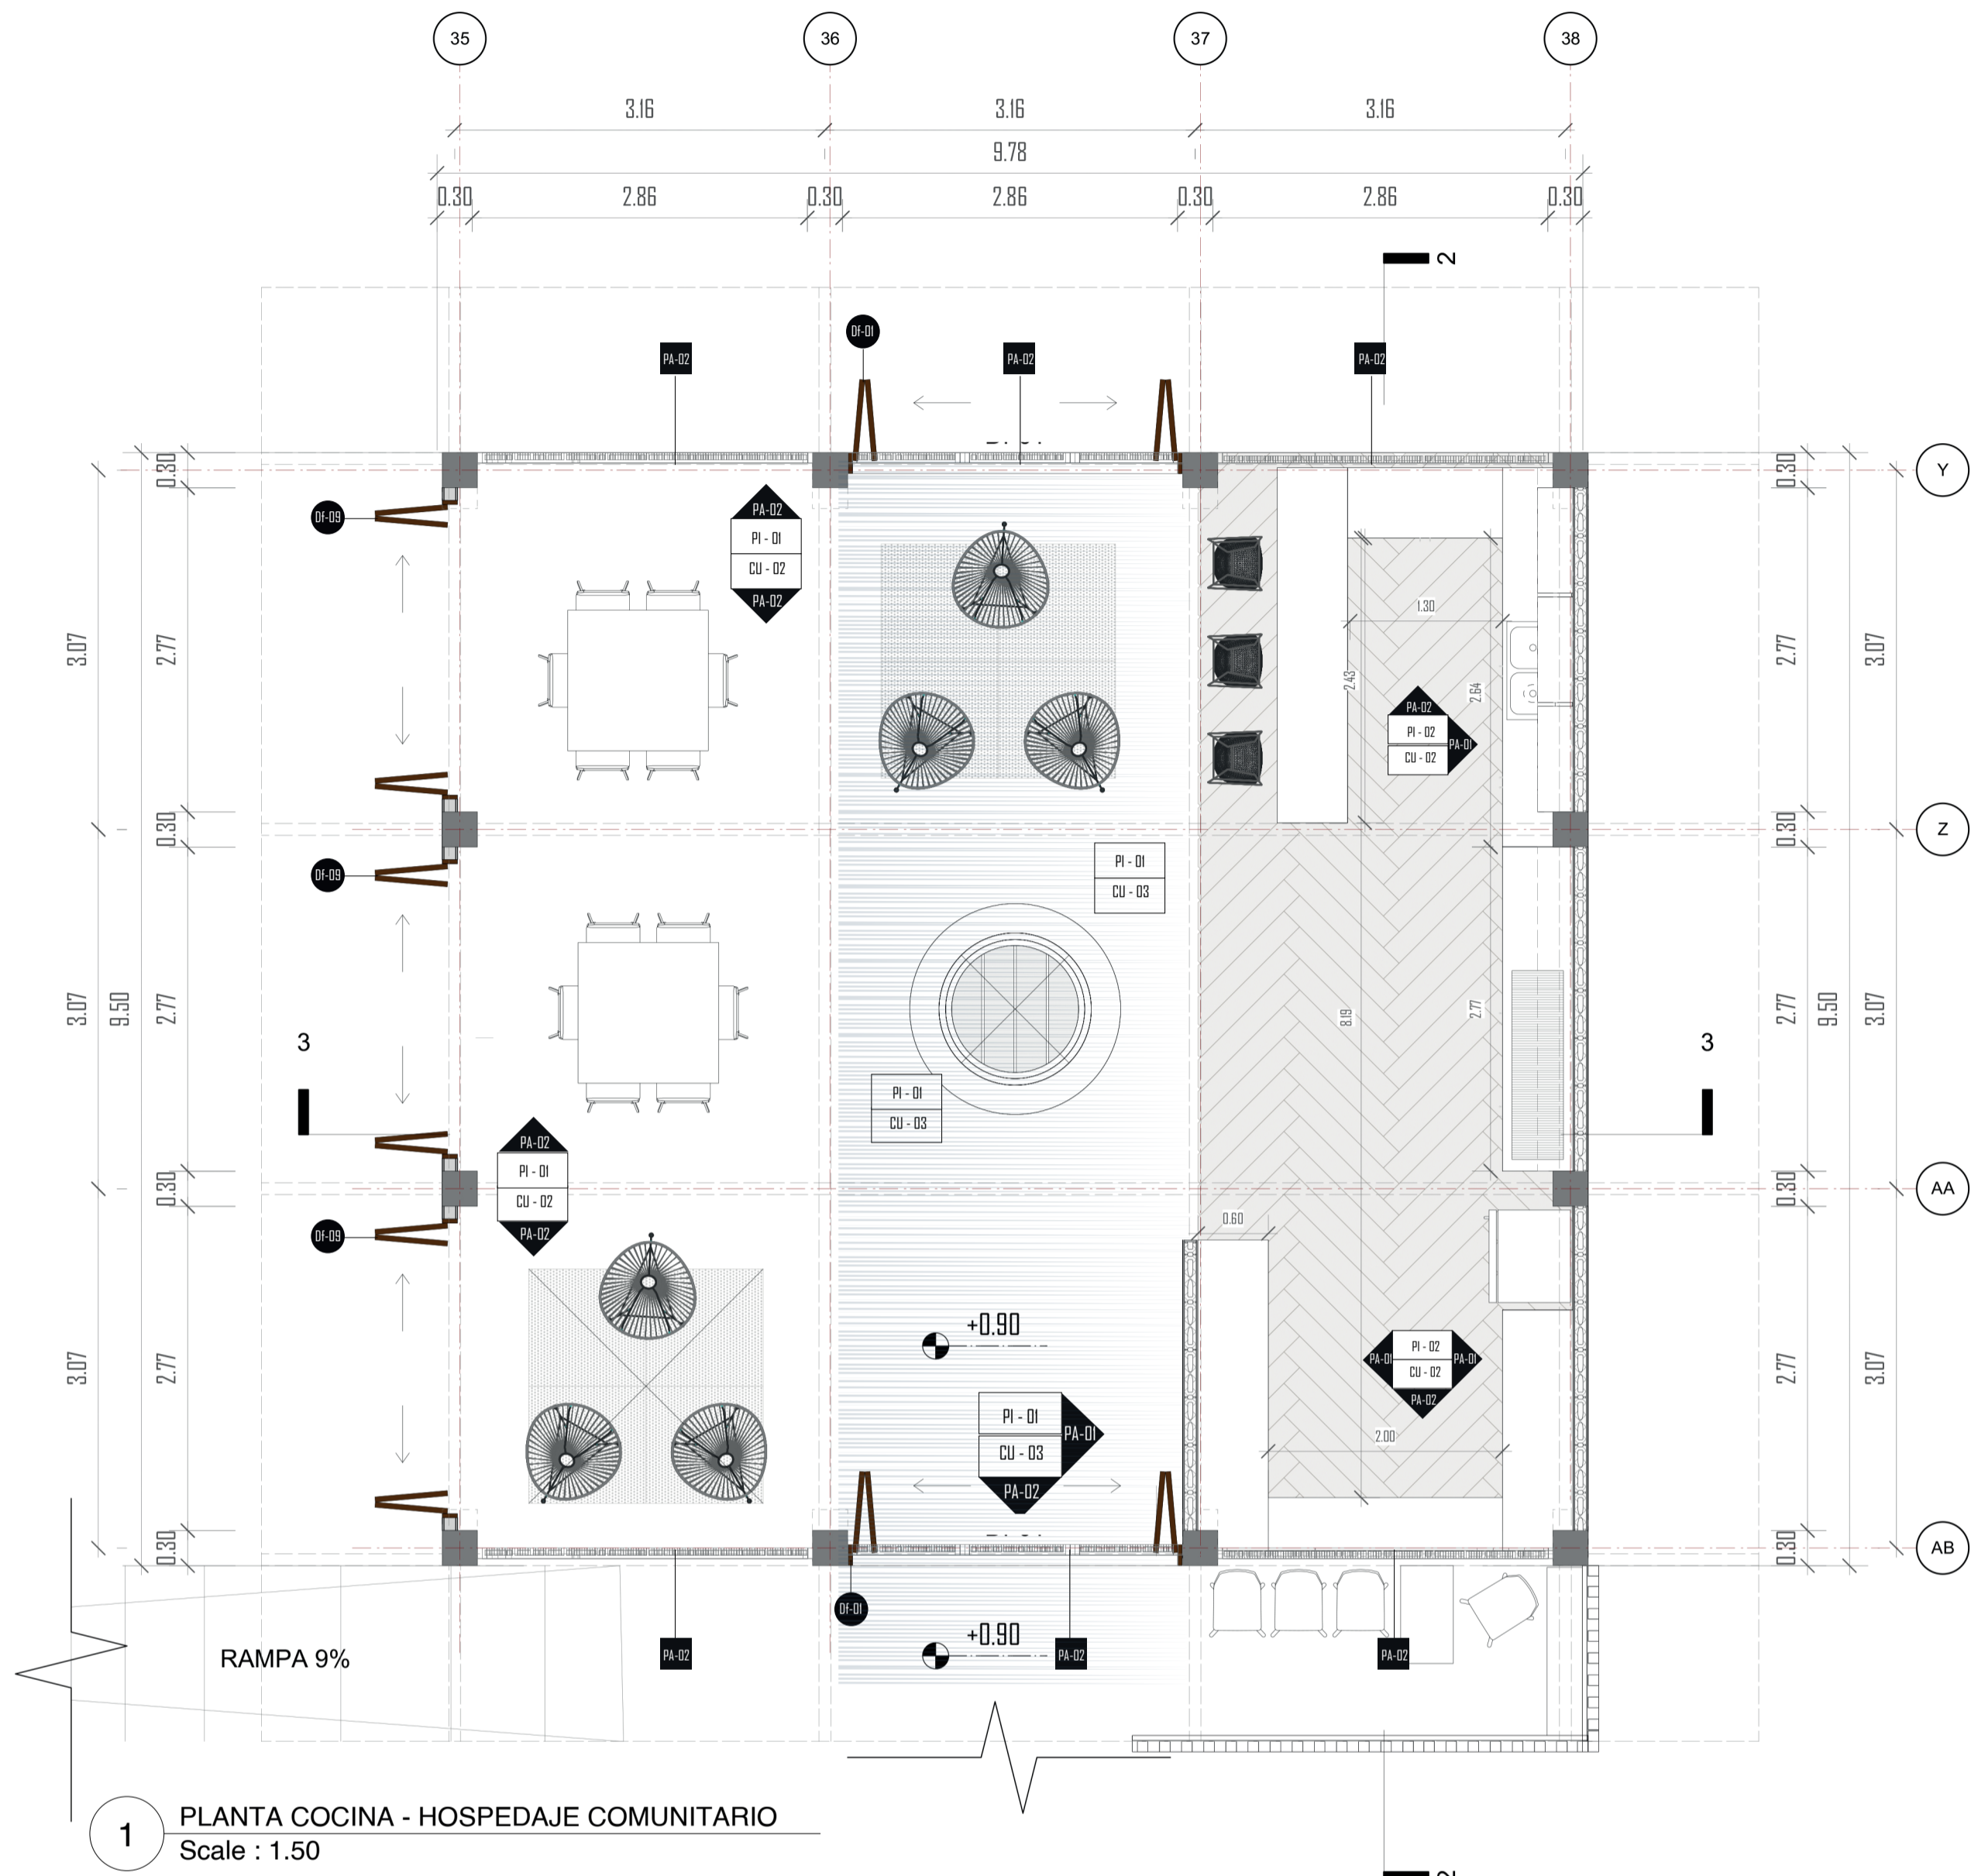 35 36 37 38
3.16 3.16 3.16
9.78
0.30 2.86 0.30 2.86 0.30 2.86 0.30
2
Df-01
PA-02 PA-02 PA-02
0.30 0.30
Y
Df-09
PA-02
PI - 01
CU - 02
PA-02
1.30
3.07 2.77 2.43 2.64 2.77 3.07
PA-02
PI - 02
CU - 02
PA-01
0.30 0.30
Z
PI - 01
CU - 03
Df-09
3.07 9.50 2.77 8.19 2.77 2.77 9.50 3.07
3 3
PI - 01
CU - 03
PA-02
PI - 01
CU - 02
PA-02
0.30 0.30
AA
0.60
Df-09
+0.90
3.07 2.77 2.77 3.07
PA-01
PI - 02
CU - 02
PA-01
PA-02
PI - 01
CU - 03
PA-01
PA-02
2.00
0.30 0.30
AB
Df-01
+0.90
RAMPA 9%
PA-02 PA-02 PA-02
1
PLANTA COCINA - HOSPEDAJE COMUNITARIO
Scale : 1.50